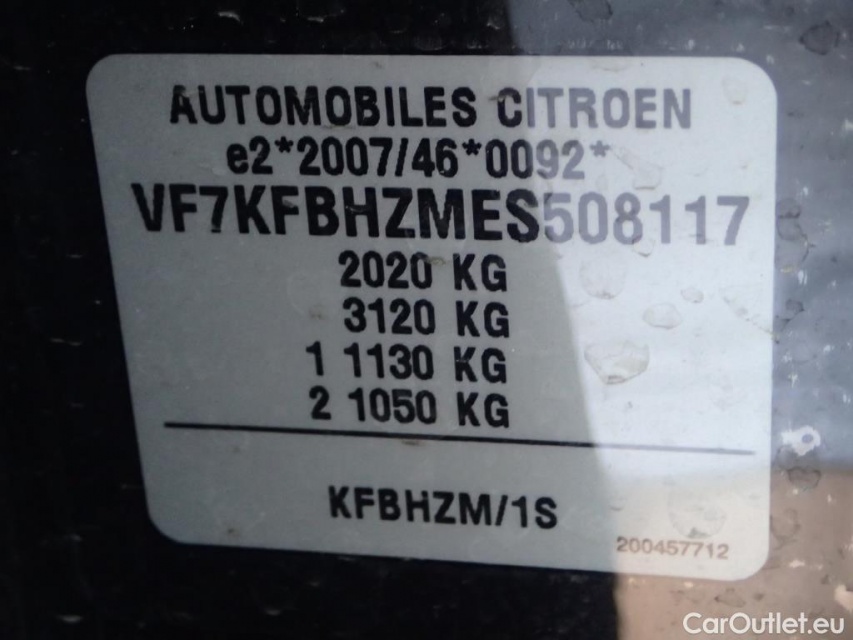 AUTOMOBILES CITROEN
e2*2007/46*0092*
VF7KFBHZMES508117
2020 KG
3120 KG
1 1130 KG
2 1050 KG
KFBHZM/1S
200457712
CarOutlet.eu